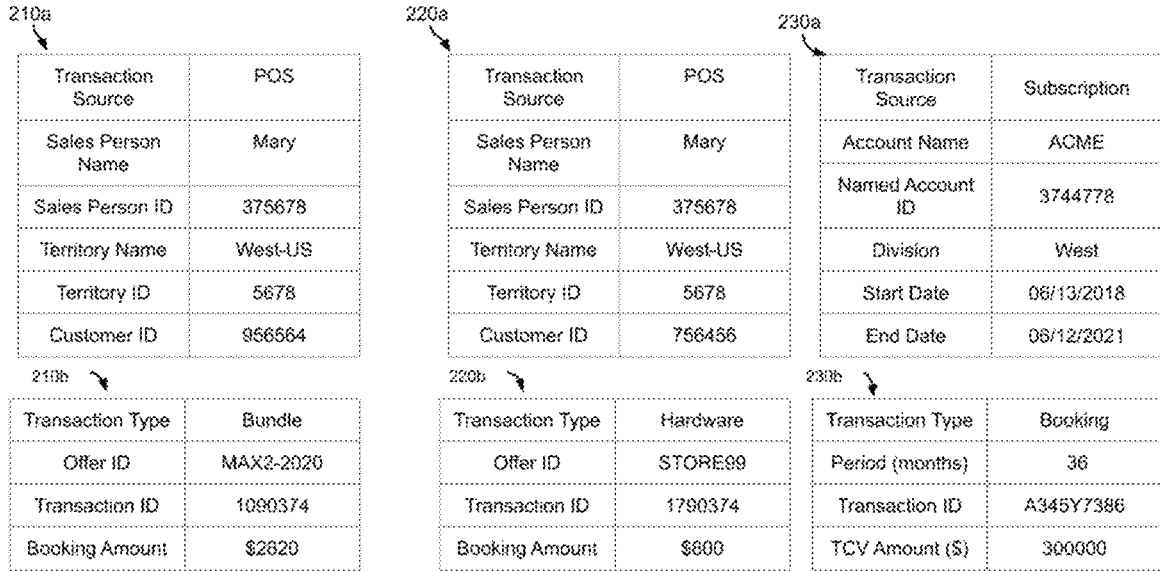 210a
Transaction Source POS
Sales Person Name Mary
Sales Person ID 375678
Territory Name West-US
Territory ID 5678
Customer ID 956564
210b
Transaction Type Bundle
Offer ID MAX2-2020
Transaction ID 1090374
Booking Amount $2820
220a
Transaction Source POS
Sales Person Name Mary
Sales Person ID 375678
Territory Name West-US
Territory ID 5678
Customer ID 756456
220b
Transaction Type Hardware
Offer ID STORE99
Transaction ID 1790374
Booking Amount $600
230a
Transaction Source Subscription
Account Name ACME
Named Account ID 3744778
Division West
Start Date 06/13/2018
End Date 06/12/2021
230b
Transaction Type Booking
Period (months) 36
Transaction ID A345Y7386
TCV Amount ($) 300000